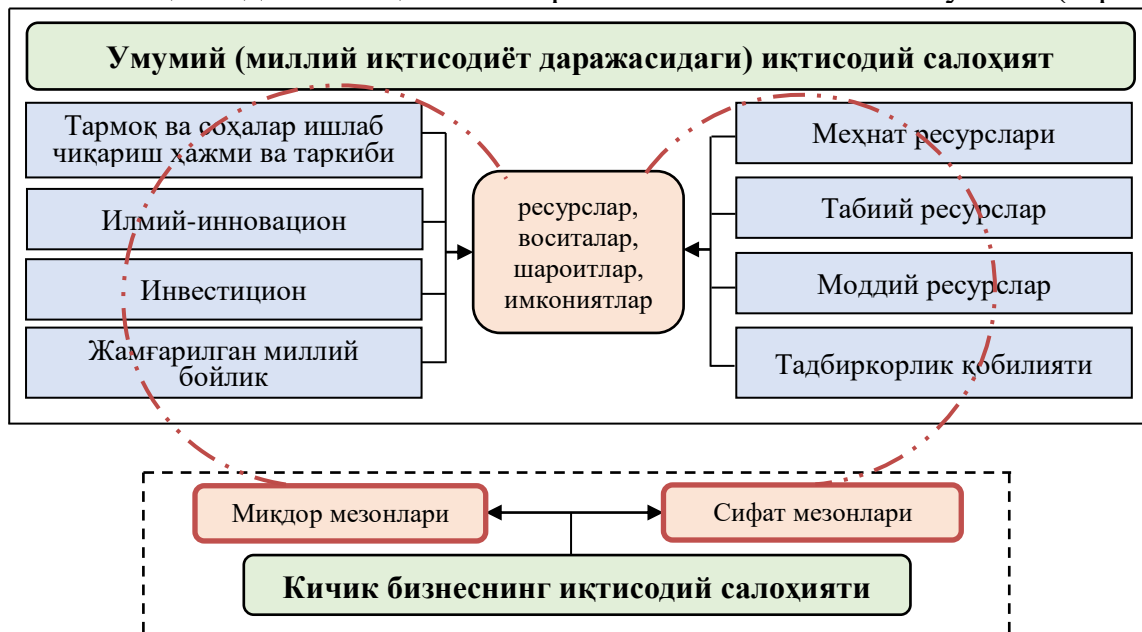 Умумий (миллий иқтисодиёт даражасидаги) иқтисодий салоҳият
Тармоқ ва соҳалар ишлаб
чиқариш ҳажми ва таркиби
Илмий-инновацион
Инвестицион
Жамғарилган миллий
бойлик
ресурслар,
воситалар,
шароитлар,
имкониятлар
Меҳнат ресурслари
Табиий ресурслар
Моддий ресурслар
Тадбиркорлик қобилияти
Миқдор мезонлари
Сифат мезонлари
Кичик бизнеснинг иқтисодий салоҳияти